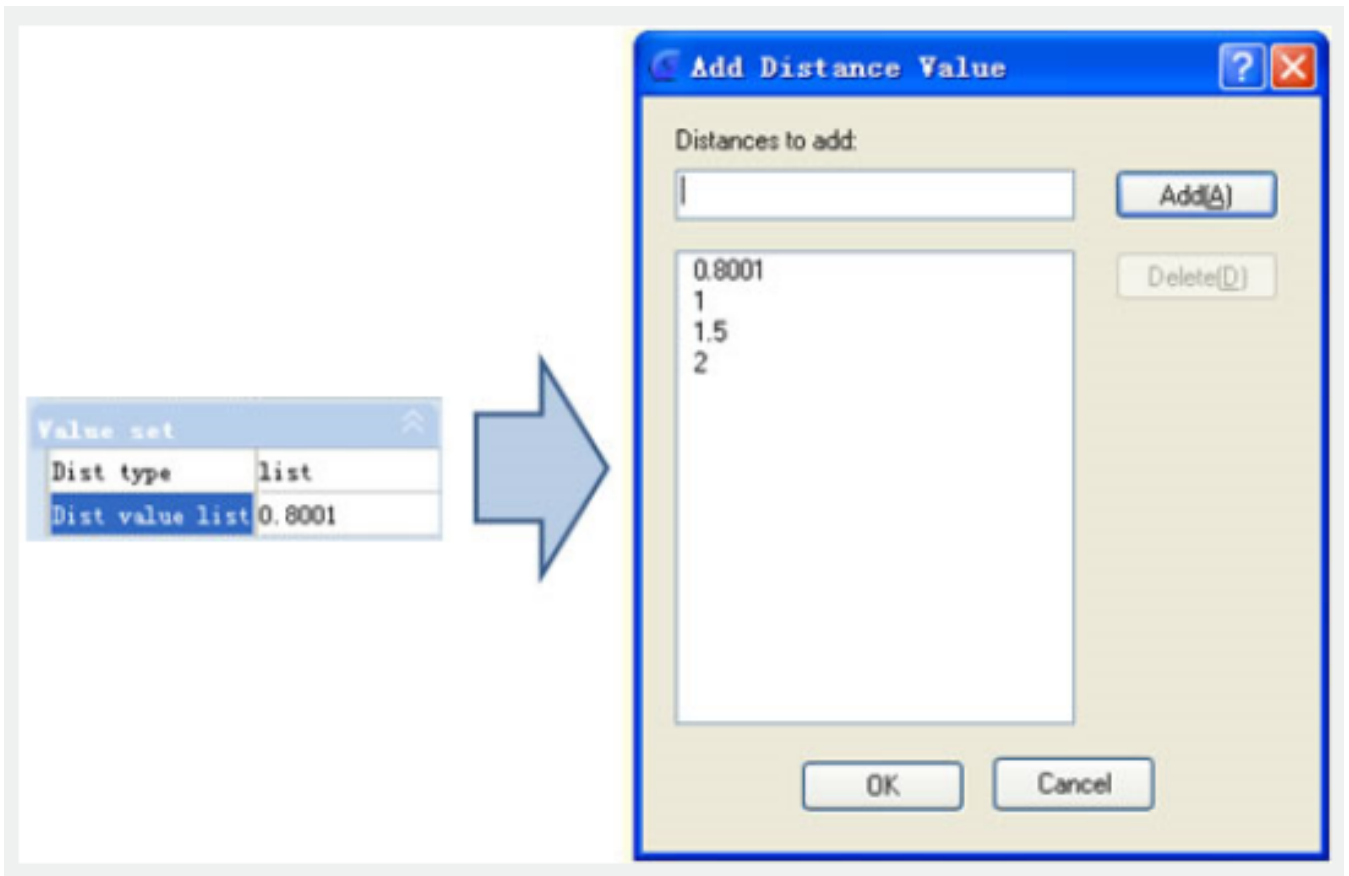 Value set
Dist type list
Dist value list 0.8001
Add Distance Value
?
Distances to add:
Add(A)
0.8001
Delete(D)
1
1.5
2
OK Cancel